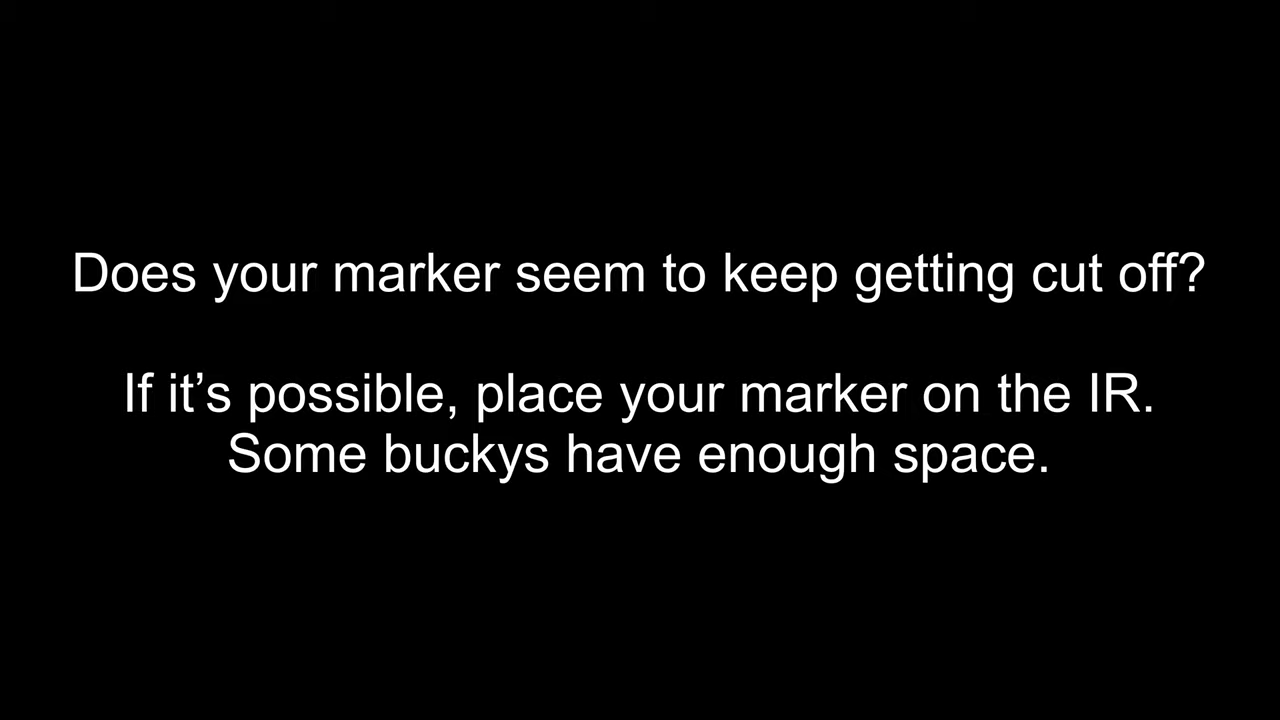 Does your marker seem to keep getting cut off?
If it’s possible, place your marker on the IR.
Some buckys have enough space.